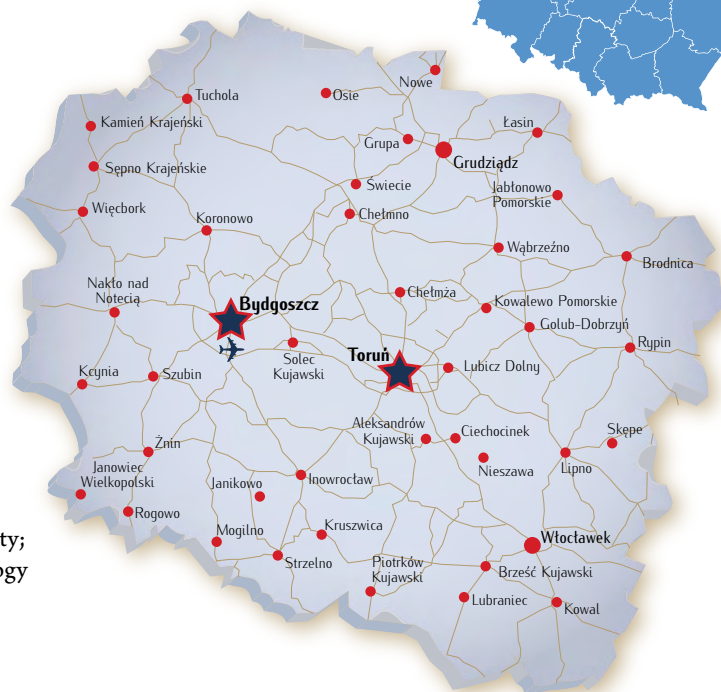 Nowe
Tuchola
Osie
Kamień Krajeński
Łasin
Grupa
Grudziądz
Sępno Krajeńskie
Świecie
Jabłonowo
Pomorskie
Więcbork
Koronowo
Chełmno
Wąbrzeźno
Brodnica
Nakło nad
Notecią
Bydgoszcz
Chełmża
Kowalewo Pomorskie
Golub-Dobrzyń
Solec
Kujawski
Toruń
Rypin
Kcynia
Szubin
Lubicz Dolny
Aleksandrów
Kujawski
Ciechocinek
Skępe
Żnin
Nieszawa
Lipno
Janowiec
Wielkopolski
Janikowo
Inowrocław
Rogowo
Mogilno
Kruszwica
Włocławek
ty;
ogy
Strzelno
Piotrków
Kujawski
Brześć Kujawski
Lubraniec
Kowal